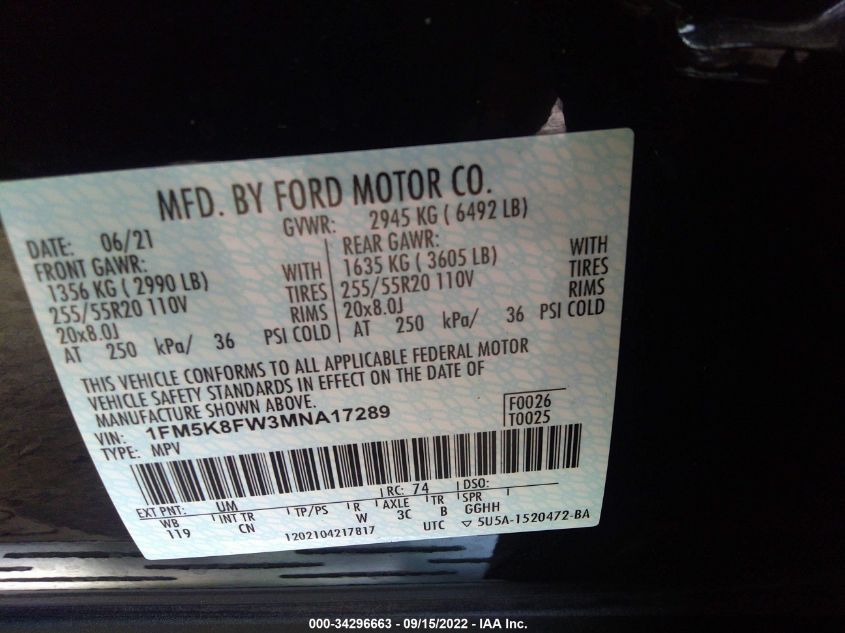 MFD. BY FORD MOTOR CO.
DATE: 06/21 GVWR: 2945 KG ( 6492 LB)
FRONT GAWR: REAR GAWR:
1356 KG ( 2990 LB) WITH 1635 KG ( 3605 LB) WITH
255/55R20 110V TIRES 255/55R20 110V TIRES
20x8.0J RIMS 20x8.0J RIMS
AT 250 kPa/ 36 PSI COLD AT 250 kPa/ 36 PSI COLD
THIS VEHICLE CONFORMS TO ALL APPLICABLE FEDERAL MOTOR
VEHICLE SAFETY STANDARDS IN EFFECT ON THE DATE OF
MANUFACTURE SHOWN ABOVE.
VIN: 1FM5K8FW3MNA17289 F0026
TYPE: MPV T0025
EXT PNT: UM RC: 74 DSO:
WB INT TR TP/PS R AXLE TR SPR
119 CN W 3C B GGHH
1202104217817 UTC ▽ 5U5A-1520472-BA
000-34296663 - 09/15/2022 - IAA Inc.